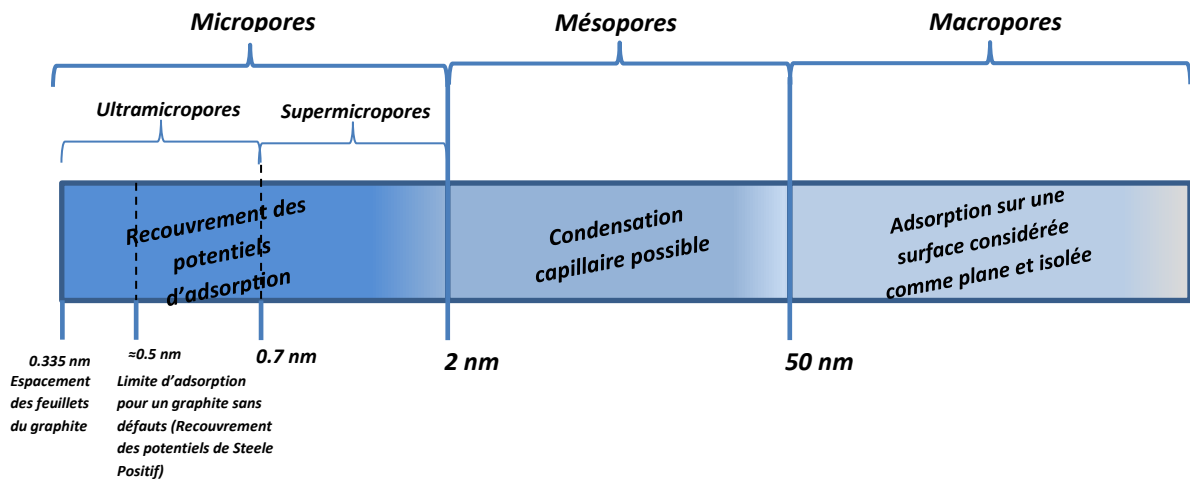 Micropores
Mésopores
Macropores
Ultramicropores
Supermicropores
Recouvrement des
potentiels
d’adsorption
Condensation
capillaire possible
Adsorption sur une
surface considérée
comme plane et isolée
0.335 nm
Espacement
des feuillets
du graphite
≈0.5 nm
Limite d’adsorption
pour un graphite sans
défauts (Recouvrement
des potentiels de Steele
Positif)
0.7 nm
2 nm
50 nm